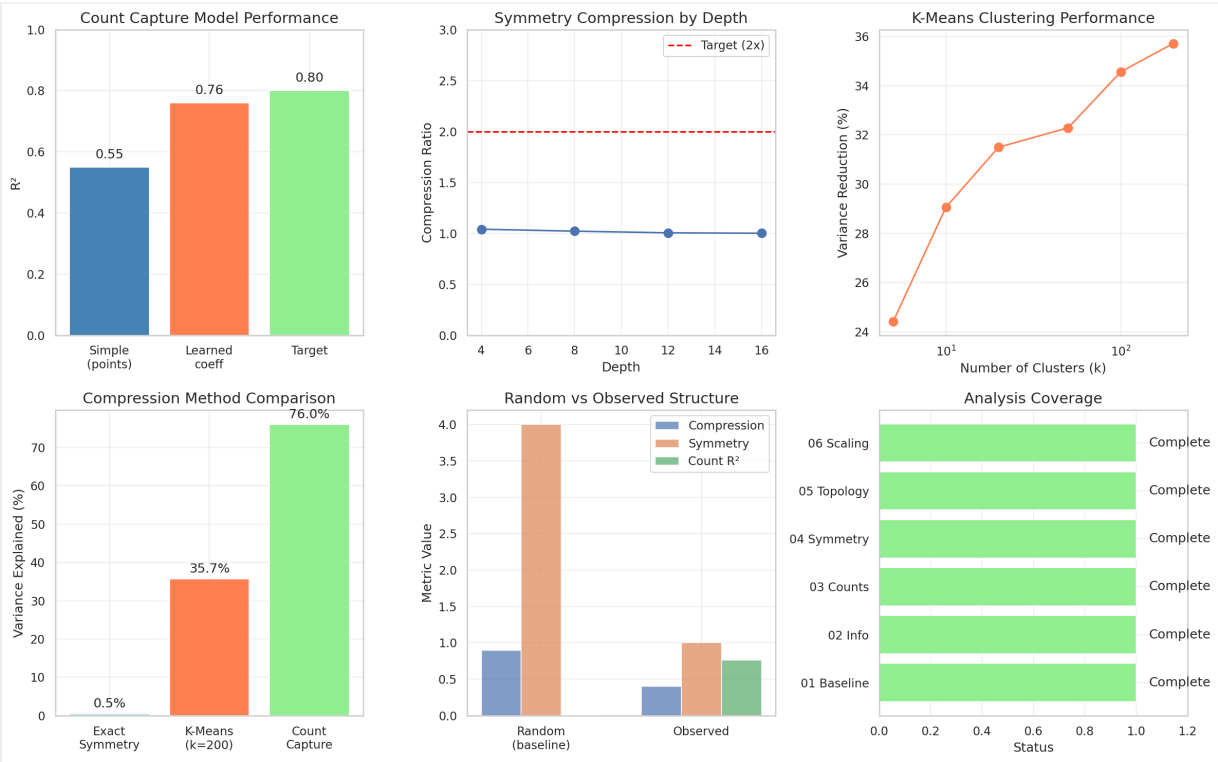 Count Capture Model Performance
1.0
0.8
0.6
0.4
0.2
0.0
R²
0.55
0.76
0.80
Simple
(points)
Learned
coeff
Target
Symmetry Compression by Depth
3.0
2.5
2.0
1.5
1.0
0.5
0.0
Compression Ratio
Target (2x)
4 6 8 10 12 14 16
Depth
K-Means Clustering Performance
36
34
32
30
28
26
24
Variance Reduction (%)
10¹ 10²
Number of Clusters (k)
Compression Method Comparison
70
60
50
40
30
20
10
0
Variance Explained (%)
0.5%
35.7%
76.0%
Exact
Symmetry
K-Means
(k=200)
Count
Capture
Random vs Observed Structure
4.0
3.5
3.0
2.5
2.0
1.5
1.0
0.5
0.0
Metric Value
Compression
Symmetry
Count R²
Random
(baseline)
Observed
Analysis Coverage
06 Scaling Complete
05 Topology Complete
04 Symmetry Complete
03 Counts Complete
02 Info Complete
01 Baseline Complete
0.0 0.2 0.4 0.6 0.8 1.0 1.2
Status